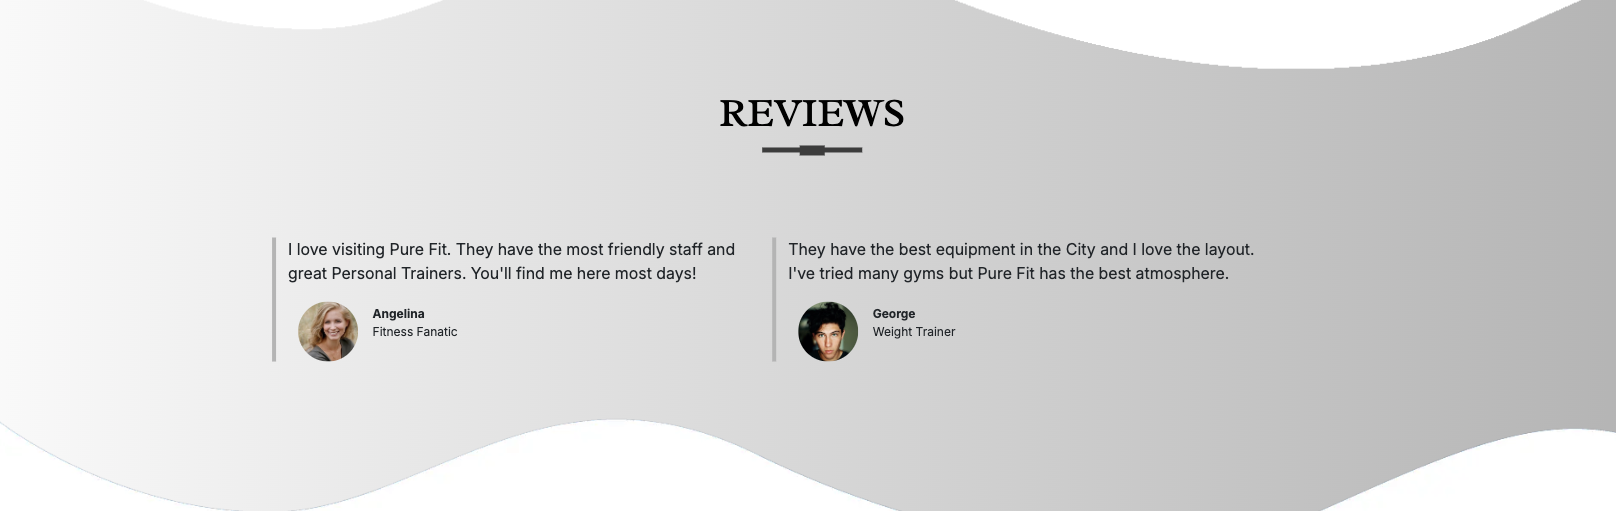 REVIEWS
I love visiting Pure Fit. They have the most friendly staff and
great Personal Trainers. You'll find me here most days!
Angelina
Fitness Fanatic
They have the best equipment in the City and I love the layout.
I've tried many gyms but Pure Fit has the best atmosphere.
George
Weight Trainer